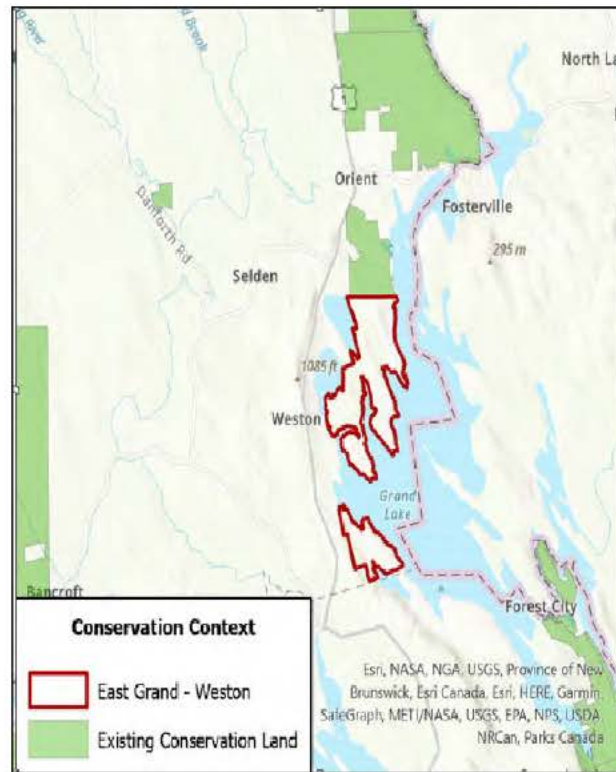 Brook
North La
Orient
Fosterville
Danforth Rd
295 m
Selden
1085 ft
Weston
Grand
Lake
Bancroft
Forest City
Conservation Context
East Grand - Weston
Existing Conservation Land
Esri, NASA, NGA, USGS, Province of New
Brunswick, Esri Canada, Esri, HERE, Garmin,
SafeGraph, METI/NASA, USGS, EPA, NPS, USDA,
NRCan, Parks Canada